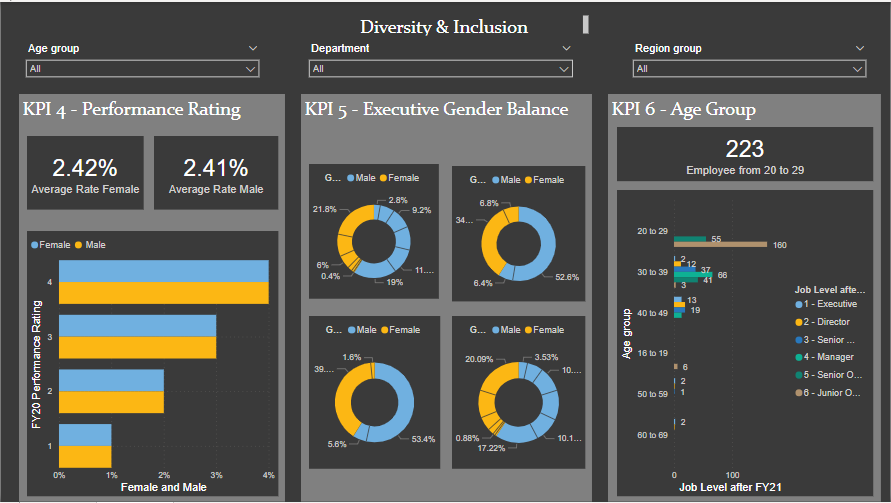 Diversity & Inclusion
Age group
All
Department
All
Region group
All
KPI 4 - Performance Rating
2.42%
Average Rate Female
2.41%
Average Rate Male
Female Male
FY20 Performance Rating
4
3
2
1
0% 1% 2% 3% 4%
Female and Male
KPI 5 - Executive Gender Balance
G... Male Female
2.8%
9.2%
11....
19%
0.4%
6%
21.8%
G... Male Female
6.8%
34...
6.4%
52.6%
G... Male Female
1.6%
39....
5.6%
53.4%
G... Male Female
3.53%
10....
10.1...
17.22%
0.88%
20.09%
KPI 6 - Age Group
223
Employee from 20 to 29
Age group
20 to 29
55
160
30 to 39
2
12
37
66
41
3
40 to 49
13
19
16 to 19
6
50 to 59
2
1
60 to 69
2
0 100
Job Level after FY21
Job Level afte...
1 - Executive
2 - Director
3 - Senior ...
4 - Manager
5 - Senior O...
6 - Junior O...